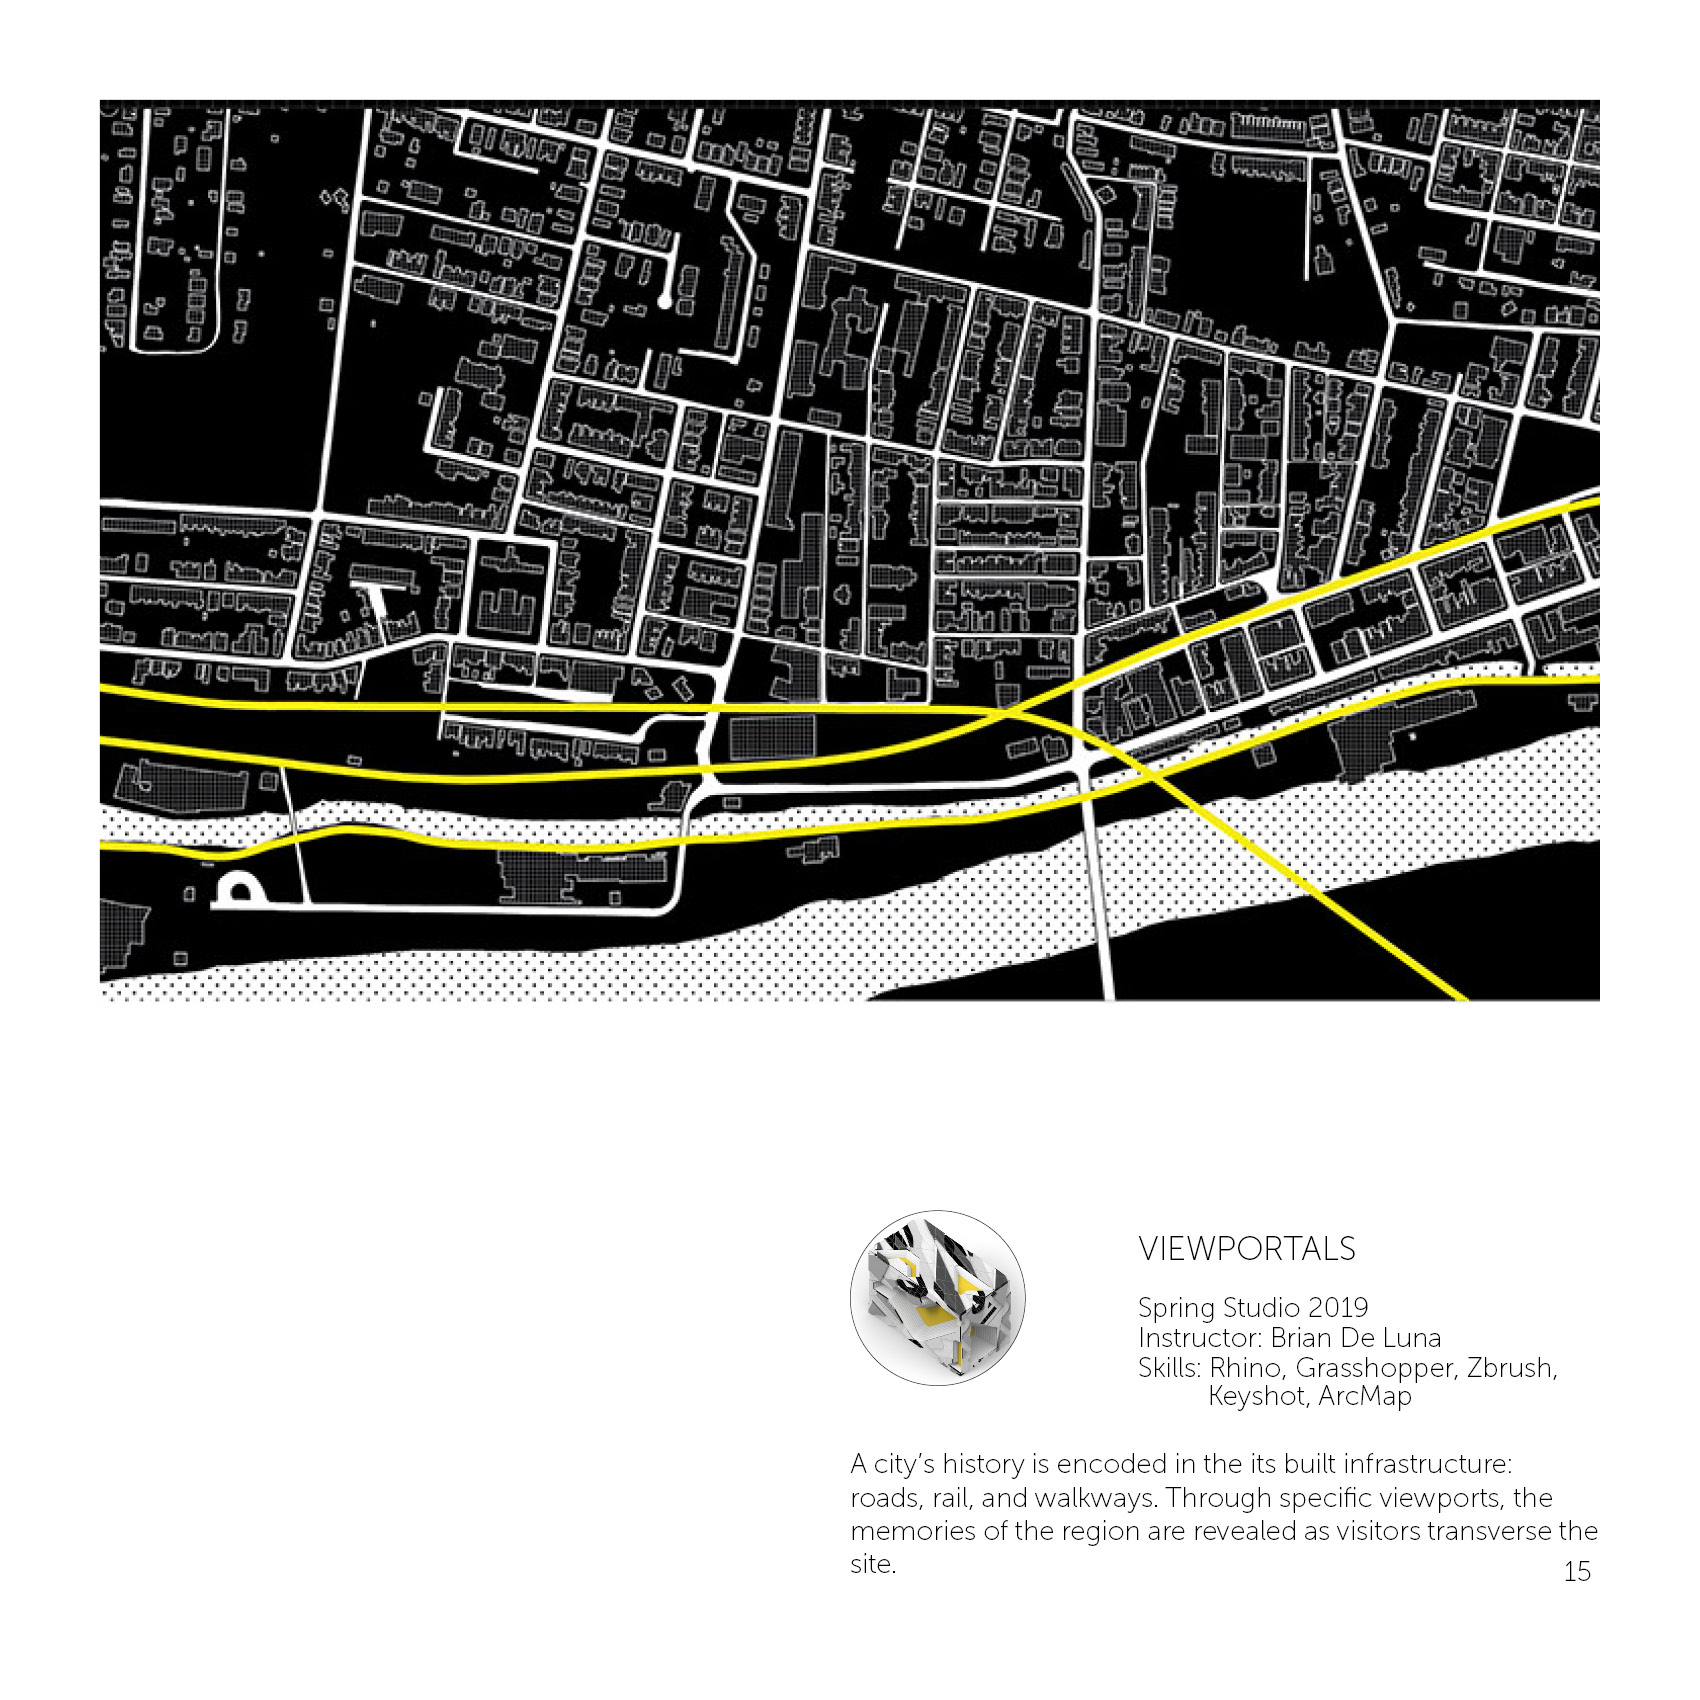 VIEWPORTALS
Spring Studio 2019
Instructor: Brian De Luna
Skills: Rhino, Grasshopper, Zbrush,
Keyshot, ArcMap
A city’s history is encoded in the its built infrastructure:
roads, rail, and walkways. Through specific viewports, the
memories of the region are revealed as visitors transverse the
site.
15